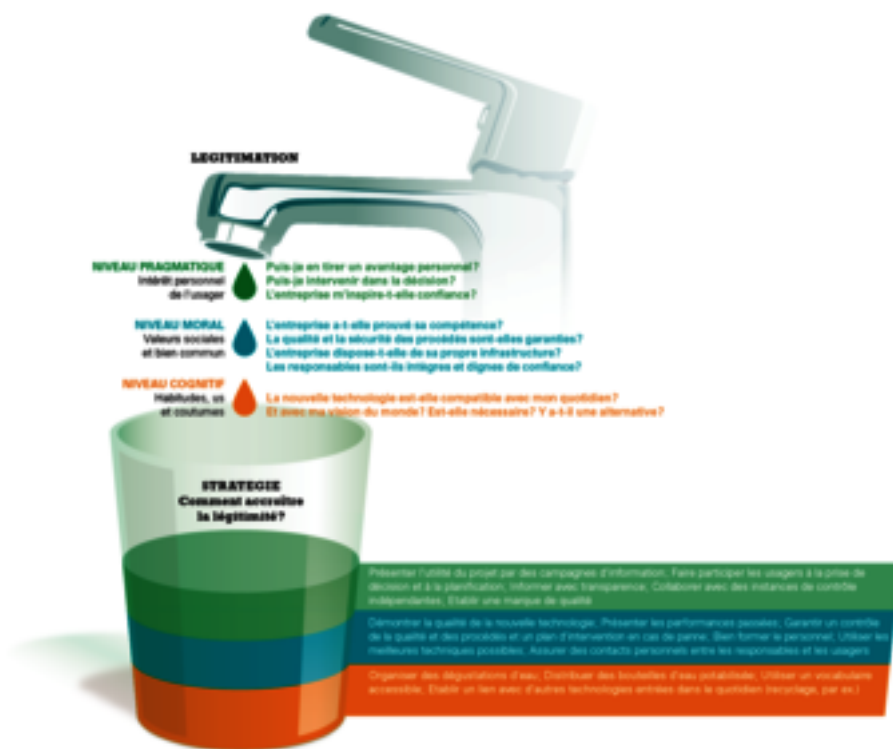 LEGITIMATION
NIVEAU PRAGMATIQUE
Intérêt personnel
de l'usager
Puis-je en tirer un avantage personnel?
Puis-je intervenir dans la décision?
L'entreprise m'inspire-t-elle confiance?
NIVEAU MORAL
Valeurs sociales
et bien commun
L'entreprise a-t-elle prouvé sa compétence?
La qualité et la sécurité des procédés sont-elles garanties?
L'entreprise dispose-t-elle de sa propre infrastructure?
Les responsables sont-ils intègres et dignes de confiance?
NIVEAU COGNITIF
Habitudes, us
et coutumes
La nouvelle technologie est-elle compatible avec mon quotidien?
Et avec ma vision du monde? Est-elle nécessaire? Y a-t-il une alternative?
STRATEGIE
Comment accroître
la légitimité?
Présenter l'utilité du projet par des campagnes d'information; Faire participer les usagers à la prise de
décision et à la planification; Informer avec transparence; Collaborer avec des instances de contrôle
indépendantes; Etablir une marque de qualité
Démontrer la qualité de la nouvelle technologie; Présenter les performances passées; Garantir un contrôle
de la qualité et des procédés et un plan d'intervention en cas de panne; Bien former le personnel; Utiliser les
meilleures techniques possibles; Assurer des contacts personnels entre les responsables et les usagers
Organiser des dégustations d'eau; Distribuer des bouteilles d'eau potabilisée; Utiliser un vocabulaire
accessible; Etablir un lien avec d'autres technologies entrées dans le quotidien (recyclage, par ex.)